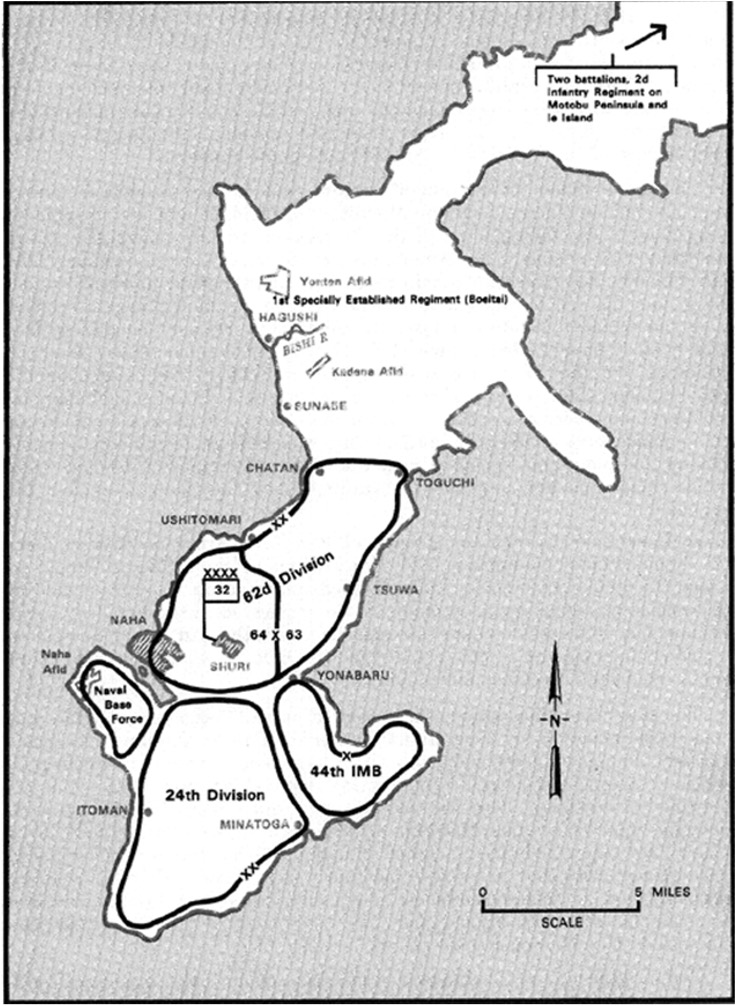 Two battalions, 2d
Infantry Regiment on
Motobu Peninsula and
Ie Island
Yontan Afld
1st Specially Established Regiment (Boeitai)
HAGUSHI
BISHI R
Kadena Afld
SUNABE
CHATAN
TOGUCHI
XX
USHITOMARI
XXXX
32
62d Division
TSUWA
NAHA
64 X 63
SHURI
Naha
Afld
YONABARU
Naval
Base
Force
-N-
X
44th IMB
24th Division
ITOMAN
MINATOGA
XX
0 5 MILES
SCALE